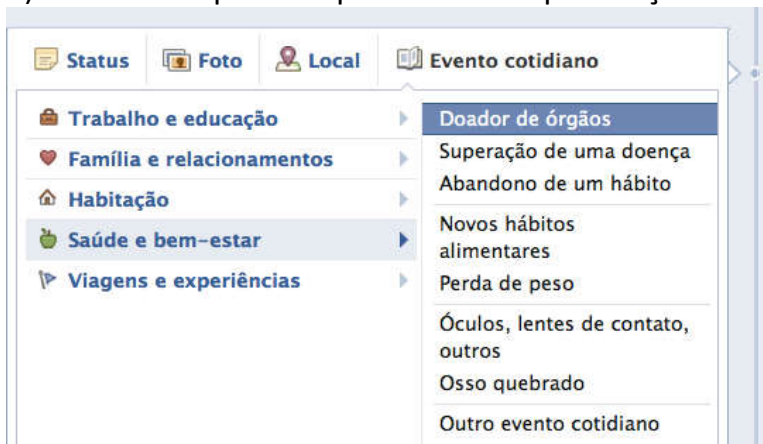 Status Foto Local Evento cotidiano
Trabalho e educação
Família e relacionamentos
Habitação
Saúde e bem-estar
Viagens e experiências
Doador de órgãos
Superação de uma doença
Abandono de um hábito
Novos hábitos
alimentares
Perda de peso
Óculos, lentes de contato,
outros
Osso quebrado
Outro evento cotidiano